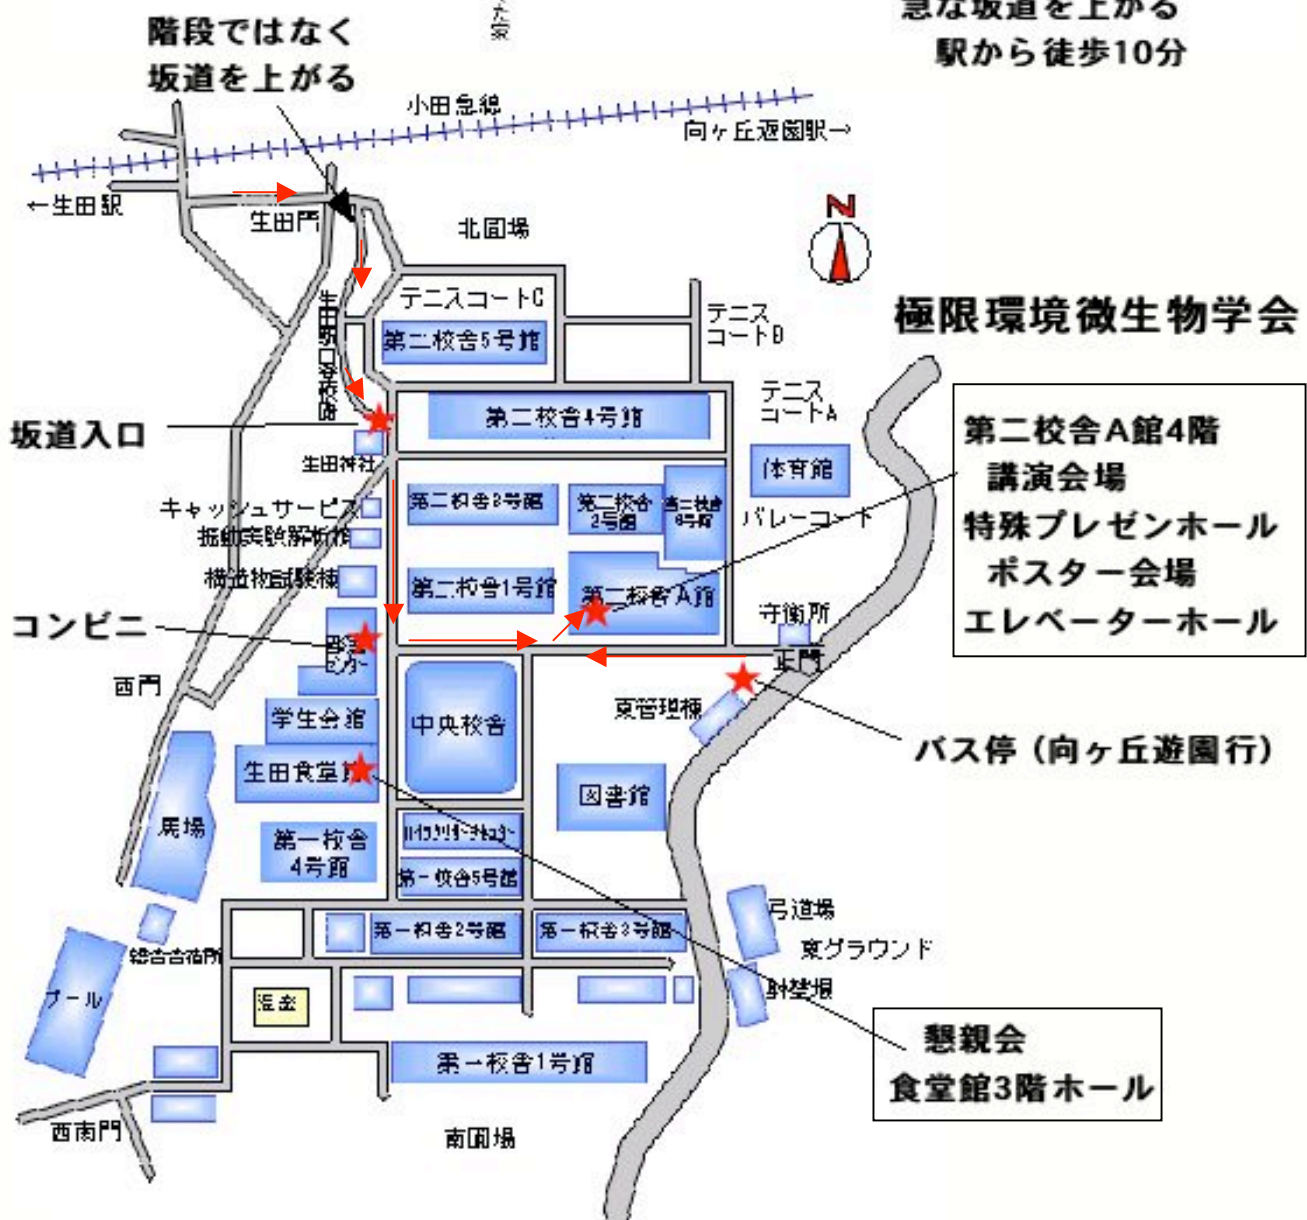 急な坂道を上がる
駅から徒歩10分
階段ではなく
坂道を上がる
小田急線
向ヶ丘遊園駅→
←生田駅
生田門
北圃場
N
テニスコートC
テニス
コートB
第二校舎5号館
極限環境微生物学会
テニス
コートA
第二校舎4号館
坂道入口
生田神社
体育館
第二校舎A館4階
講演会場
特殊プレゼンホール
ポスター会場
エレベーターホール
キャッシュサービス
第二校舎3号館
第二校舎
2号館
第二校舎
6号館
バレーコート
振動実験解析棟
構造物試験棟
第二校舎1号館
第二校舎A館
守衛所
コンビニ
センター
正門
西門
学生会館
中央校舎
東管理棟
バス停（向ヶ丘遊園行）
生田食堂館
図書館
馬場
第一校舎
4号館
第一校舎5号館
第一校舎2号館
第一校舎3号館
弓道場
東グラウンド
総合合宿所
プール
温室
懇親会
食堂館3階ホール
第一校舎1号館
西南門
南圃場